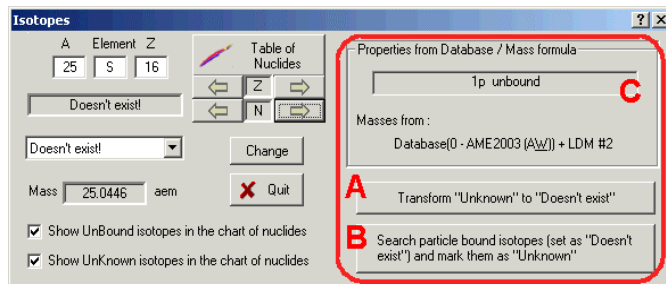 Isotopes
A Element Z
25 S 16
Doesn't exist!
Table of
Nuclides
Z
N
Doesn't exist!
Change
Mass 25.0446 aem
Quit
Show UnBound isotopes in the chart of nuclides
Show UnKnown isotopes in the chart of nuclides
Properties from Database / Mass formula
1p unbound
C
Masses from :
Database(0 - AME2003 (AW)) + LDM #2
A
Transform "Unknown" to "Doesn't exist"
B
Search particle bound isotopes (set as "Doesn't
exist") and mark them as "Unknown"